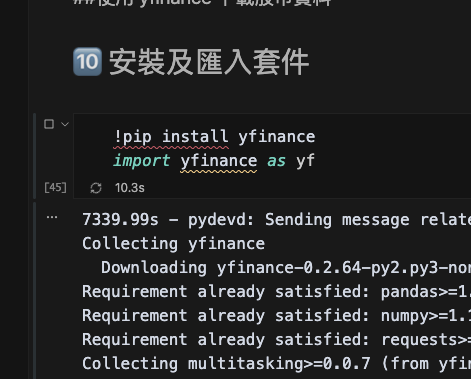 ##使用 yfinance 下載股市資料
🔟 安裝及匯入套件
!pip install yfinance
import yfinance as yf
[45] 10.3s
7339.99s - pydevd: Sending message relate
Collecting yfinance
Downloading yfinance-0.2.64-py2.py3-non
Requirement already satisfied: pandas>=1.
Requirement already satisfied: numpy>=1.1
Requirement already satisfied: requests>=
Collecting multitasking>=0.0.7 (from yfin